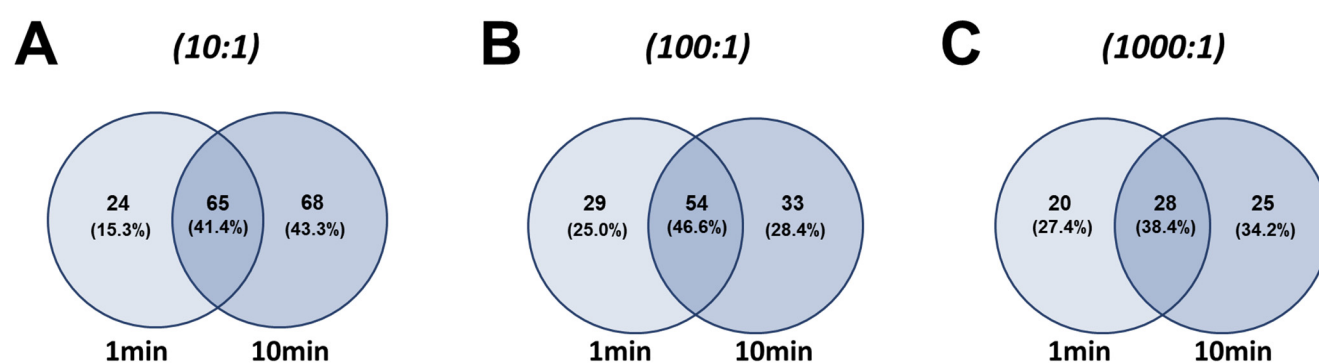 A (10:1)
24 65 68
(15.3%) (41.4%) (43.3%)
1min 10min
B (100:1)
29 54 33
(25.0%) (46.6%) (28.4%)
1min 10min
C (1000:1)
20 28 25
(27.4%) (38.4%) (34.2%)
1min 10min